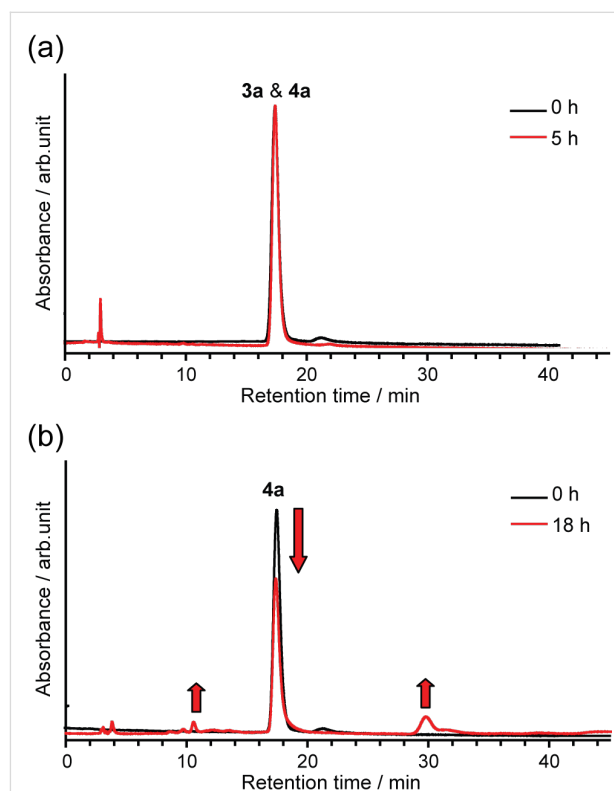 (a)
3a & 4a
0 h
5 h
Absorbance / arb.unit
0 10 20 30 40
Retention time / min
(b)
4a
0 h
18 h
Absorbance / arb.unit
0 10 20 30 40
Retention time / min